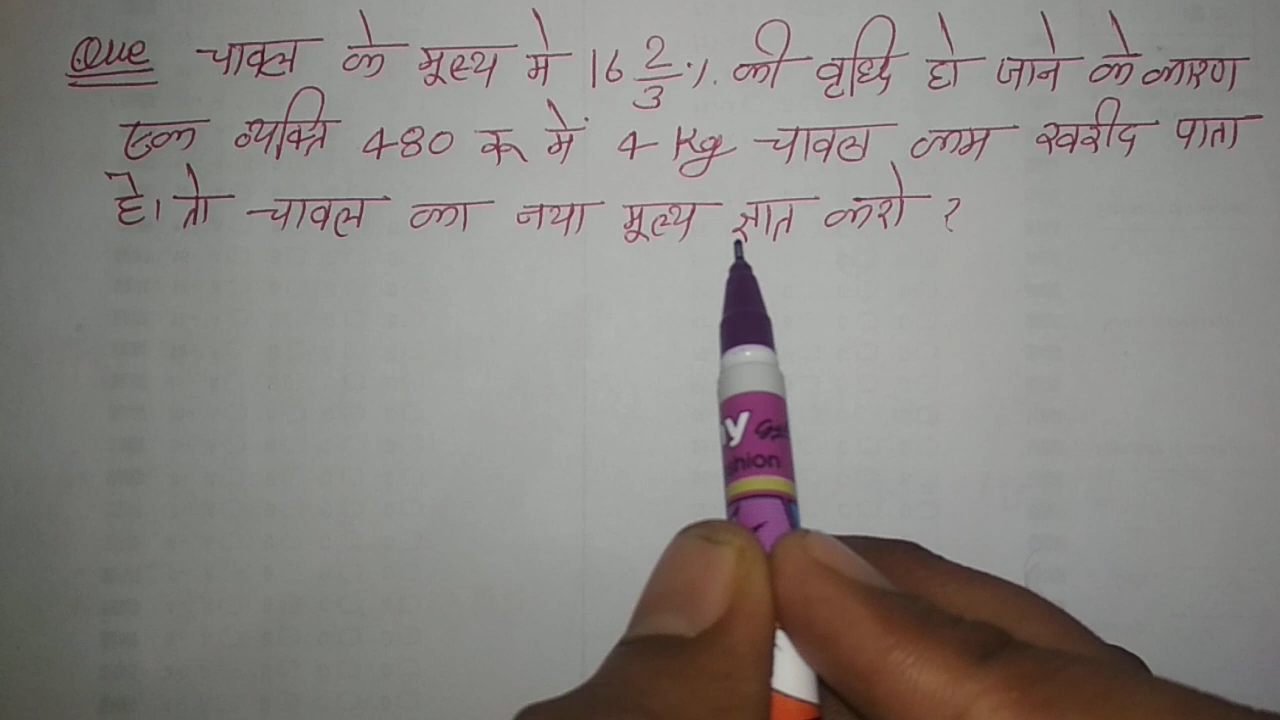 Que चावल के मूल्य मे 16 2/3 %. की वृध्दि हो जाने के कारण
एक व्यक्ति 480 रू में 4 Kg चावल कम खरीद पाता
है। तो चावल का नया मूल्य ज्ञात करो ?